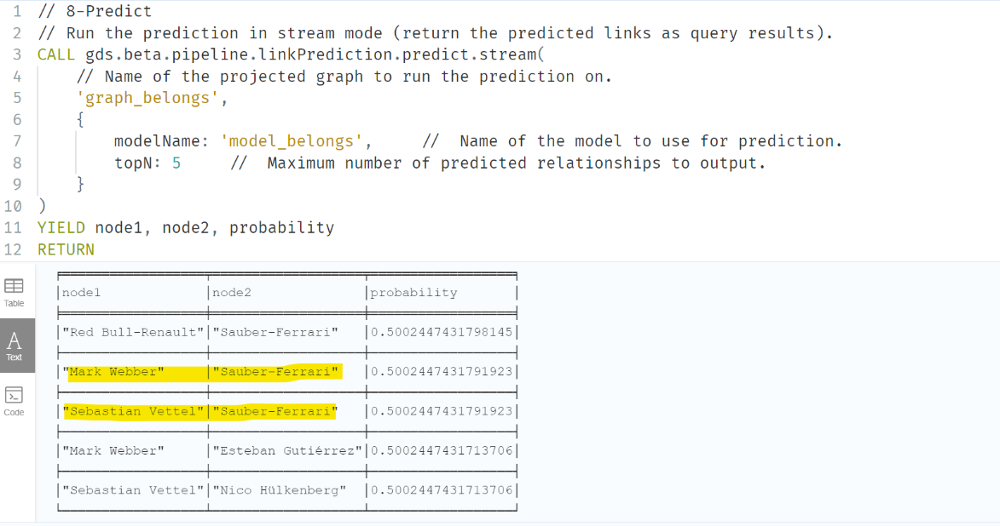 1 // 8-Predict
2 // Run the prediction in stream mode (return the predicted links as query results).
3 CALL gds.beta.pipeline.linkPrediction.predict.stream(
4 // Name of the projected graph to run the prediction on.
5 'graph_belongs',
6 {
7 modelName: 'model_belongs', // Name of the model to use for prediction.
8 topN: 5 // Maximum number of predicted relationships to output.
9 }
10 )
11 YIELD node1, node2, probability
12 RETURN
Table
A
Text
Code
|node1 |node2 |probability |
|"Red Bull-Renault"|"Sauber-Ferrari" |0.5002447431798145|
|"Mark Webber" |"Sauber-Ferrari" |0.5002447431791923|
|"Sebastian Vettel"|"Sauber-Ferrari" |0.5002447431791923|
|"Mark Webber" |"Esteban Gutiérrez"|0.5002447431713706|
|"Sebastian Vettel"|"Nico Hülkenberg" |0.5002447431713706|